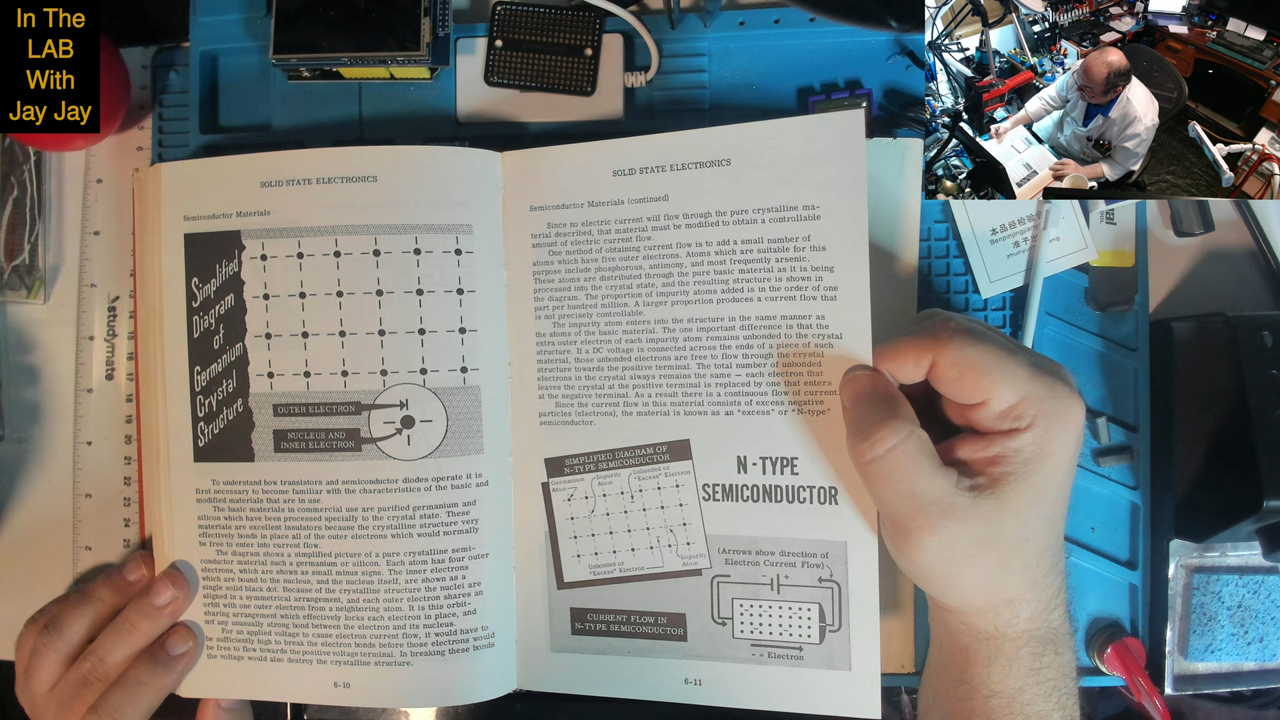 In The
LAB
With
Jay Jay
SOLID STATE ELECTRONICS
Semiconductor Materials
Simplified
Diagram
of
Germanium
Crystal
Structure
OUTER ELECTRON
NUCLEUS AND
INNER ELECTRON
To understand how transistors and semiconductor diodes operate it is
first necessary to become familiar with the characteristics of the basic and
modified materials that are in use.
The basic materials in commercial use are purified germanium and
silicon which have been processed specially to the crystal state. These
materials are excellent insulators because the crystalline structure very
effectively bonds in place all of the outer electrons which would normally
be free to enter into current flow.
The diagram shows a simplified picture of a pure crystalline semi-
conductor material such a germanium or silicon. Each atom has four outer
electrons, which are shown as small minus signs. The inner electrons
which are bound to the nucleus, and the nucleus itself, are shown as a
single solid black dot. Because of the crystalline structure the nuclei are
aligned in a symmetrical arrangement, and each outer electron shares an
orbit with one outer electron from a neighboring atom. It is this orbit-
sharing arrangement which effectively locks each electron in place, and
not any unusually strong bond between the electron and its nucleus.
For an applied voltage to cause electron current flow, it would have to
be sufficiently high to break the electron bonds before those electrons would
be free to flow towards the positive voltage terminal. In breaking these bonds
the voltage would also destroy the crystalline structure.
6-10
SOLID STATE ELECTRONICS
Semiconductor Materials (continued)
Since no electric current will flow through the pure crystalline ma-
terial described, that material must be modified to obtain a controllable
amount of electric current flow.
One method of obtaining current flow is to add a small number of
atoms which have five outer electrons. Atoms which are suitable for this
purpose include phosphorous, antimony, and most frequently arsenic.
These atoms are distributed through the pure basic material as it is being
processed into the crystal state, and the resulting structure is shown in
the diagram. The proportion of impurity atoms added is in the order of one
part per hundred million. A larger proportion produces a current flow that
is not precisely controllable.
The impurity atom enters into the structure in the same manner as
the atoms of the basic material. The one important difference is that the
extra outer electron of each impurity atom remains unbonded to the crystal
structure. If a DC voltage is connected across the ends of a piece of such
material, those unbonded electrons are free to flow through the crystal
structure towards the positive terminal. The total number of unbonded
electrons in the crystal always remains the same — each electron that
leaves the crystal at the positive terminal is replaced by one that enters
at the negative terminal. As a result there is a continuous flow of current.
Since the current flow in this material consists of excess negative
particles (electrons), the material is known as an "excess" or "N-type"
semiconductor.
SIMPLIFIED DIAGRAM OF
N-TYPE SEMICONDUCTOR
Germanium
Atom
Impurity
Atom
Unbonded or
"Excess" Electron
Impurity
Atom
Unbonded or
"Excess" Electron
N-TYPE
SEMICONDUCTOR
(Arrows show direction of
Electron Current Flow)
- +
CURRENT FLOW IN
N-TYPE SEMICONDUCTOR
- = Electron
6-11
studymate
本品经检验
准予出